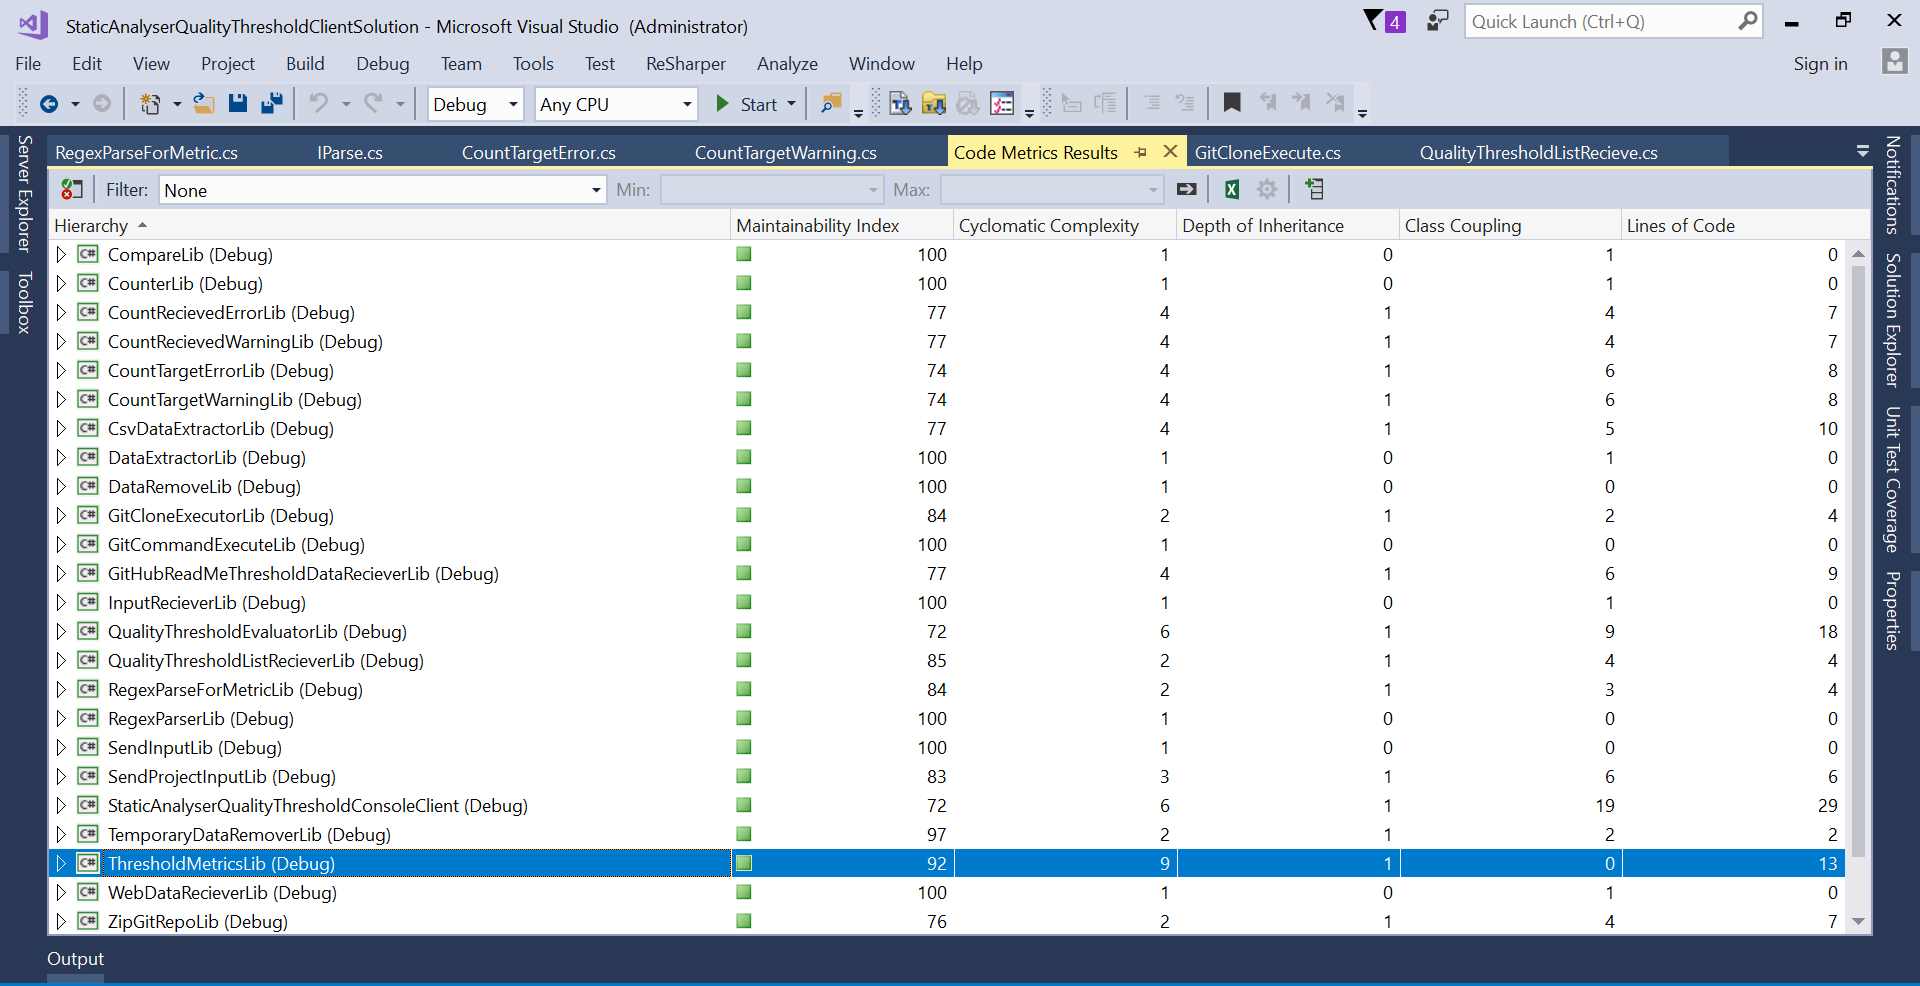 StaticAnalyserQualityThresholdClientSolution - Microsoft Visual Studio (Administrator)
4
Quick Launch (Ctrl+Q)
File Edit View Project Build Debug Team Tools Test ReSharper Analyze Window Help Sign in
Debug Any CPU Start
RegexParseForMetric.cs IParse.cs CountTargetError.cs CountTargetWarning.cs Code Metrics Results GitCloneExecute.cs QualityThresholdListRecieve.cs
Filter: None Min: Max:
Hierarchy Maintainability Index Cyclomatic Complexity Depth of Inheritance Class Coupling Lines of Code
C# CompareLib (Debug) 100 1 0 1 0
C# CounterLib (Debug) 100 1 0 1 0
C# CountRecievedErrorLib (Debug) 77 4 1 4 7
C# CountRecievedWarningLib (Debug) 77 4 1 4 7
C# CountTargetErrorLib (Debug) 74 4 1 6 8
C# CountTargetWarningLib (Debug) 74 4 1 6 8
C# CsvDataExtractorLib (Debug) 77 4 1 5 10
C# DataExtractorLib (Debug) 100 1 0 1 0
C# DataRemoveLib (Debug) 100 1 0 0 0
C# GitCloneExecutorLib (Debug) 84 2 1 2 4
C# GitCommandExecuteLib (Debug) 100 1 0 0 0
C# GitHubReadMeThresholdDataRecieverLib (Debug) 77 4 1 6 9
C# InputRecieverLib (Debug) 100 1 0 1 0
C# QualityThresholdEvaluatorLib (Debug) 72 6 1 9 18
C# QualityThresholdListRecieverLib (Debug) 85 2 1 4 4
C# RegexParseForMetricLib (Debug) 84 2 1 3 4
C# RegexParserLib (Debug) 100 1 0 0 0
C# SendInputLib (Debug) 100 1 0 0 0
C# SendProjectInputLib (Debug) 83 3 1 6 6
C# StaticAnalyserQualityThresholdConsoleClient (Debug) 72 6 1 19 29
C# TemporaryDataRemoverLib (Debug) 97 2 1 2 2
C# ThresholdMetricsLib (Debug) 92 9 1 0 13
C# WebDataRecieverLib (Debug) 100 1 0 1 0
C# ZipGitRepoLib (Debug) 76 2 1 4 7
Server Explorer
Toolbox
Notifications
Solution Explorer
Unit Test Coverage
Properties
Output